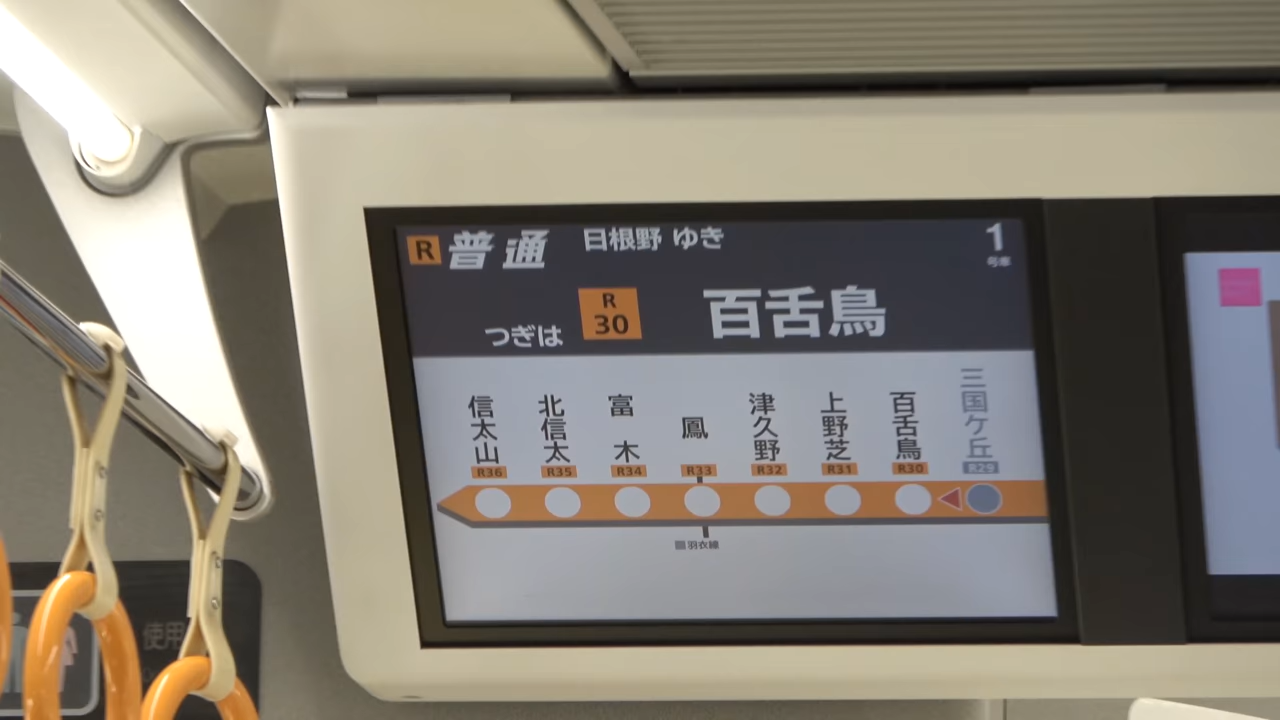 R 普通 日根野 ゆき 1
号車
つぎは R 30 百舌鳥
信太山 北信太 富木 鳳 津久野 上野芝 百舌鳥 三国ケ丘
R36 R35 R34 R33 R32 R31 R30 R29
羽衣線
使用